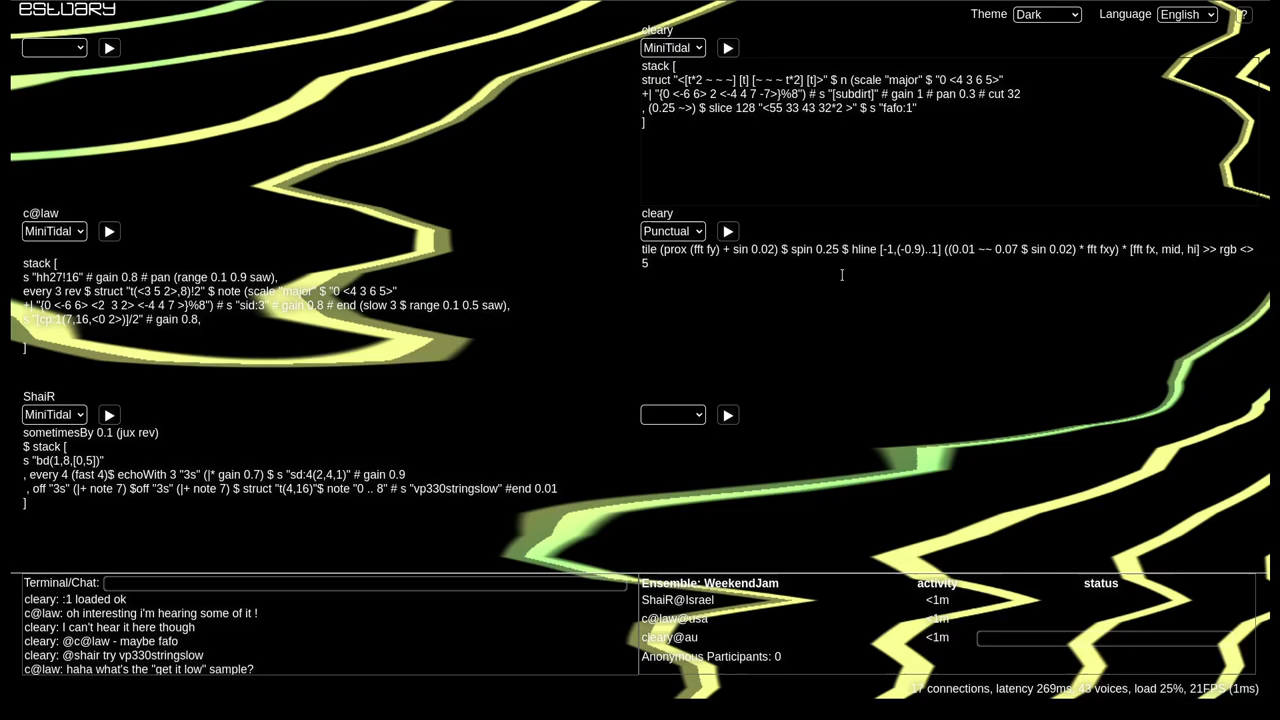 estuary
Theme Dark Language English ?
cleary
MiniTidal
stack [
struct "<[t*2 ~ ~ ~] [t] [~ ~ ~ t*2] [t]>" $ n (scale "major" $ "0 <4 3 6 5>"
+| "{0 <-6 6> 2 <-4 4 7 -7>}%8") # s "[subdirt]" # gain 1 # pan 0.3 # cut 32
, (0.25 ~>) $ slice 128 "<55 33 43 32*2 >" $ s "fafo:1"
]
c@law
MiniTidal
stack [
s "hh27!16" # gain 0.8 # pan (range 0.1 0.9 saw),
every 3 rev $ struct "t(<3 5 2>,8)!2" $ note (scale "major" $ "0 <4 3 6 5>"
+| "{0 <-6 6> <2  3 2> <-4 4 7 >}%8") # s "sid:3" # gain 0.8 # end (slow 3 $ range 0.1 0.5 saw),
s "[cp:1(7,16,<0 2>)]/2" # gain 0.8,
]
cleary
Punctual
tile (prox (fft fy) + sin 0.02) $ spin 0.25 $ hline [-1,(-0.9)..1] ((0.01 ~~ 0.07 $ sin 0.02) * fft fxy) * [fft fx, mid, hi] >> rgb <>
5
ShaiR
MiniTidal
sometimesBy 0.1 (jux rev)
$ stack [
s "bd(1,8,[0,5])"
, every 4 (fast 4)$ echoWith 3 "3s" (|* gain 0.7) $ s "sd:4(2,4,1)" # gain 0.9
, off "3s" (|+ note 7) $off "3s" (|+ note 7) $ struct "t(4,16)"$ note "0 .. 8" # s "vp330stringslow" #end 0.01
]
Terminal/Chat:
cleary: :1 loaded ok
c@law: oh interesting i'm hearing some of it !
cleary: I can't hear it here though
cleary: @c@law - maybe fafo
cleary: @shair try vp330stringslow
c@law: haha what's the "get it low" sample?
Ensemble: WeekendJam activity status
ShaiR@Israel <1m
c@law@usa <1m
cleary@au <1m
Anonymous Participants: 0
17 connections, latency 269ms, 43 voices, load 25%, 21FPS (1ms)